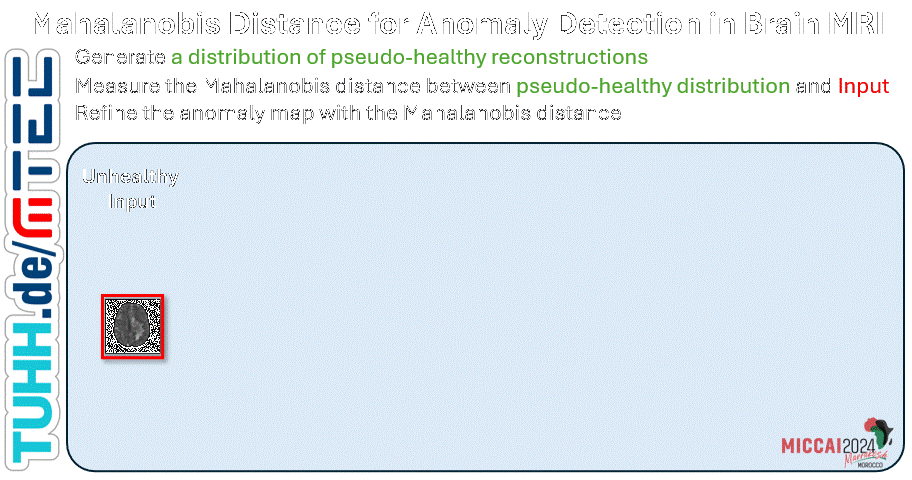 Mahalanobis Distance for Anomaly Detection in Brain MRI
Generate a distribution of pseudo-healthy reconstructions
Measure the Mahalanobis distance between pseudo-healthy distribution and Input
Refine the anomaly map with the Mahalanobis distance
TUHH.de/MTEC
Unhealthy
Input
MICCAI2024
Marrakesh
MOROCCO